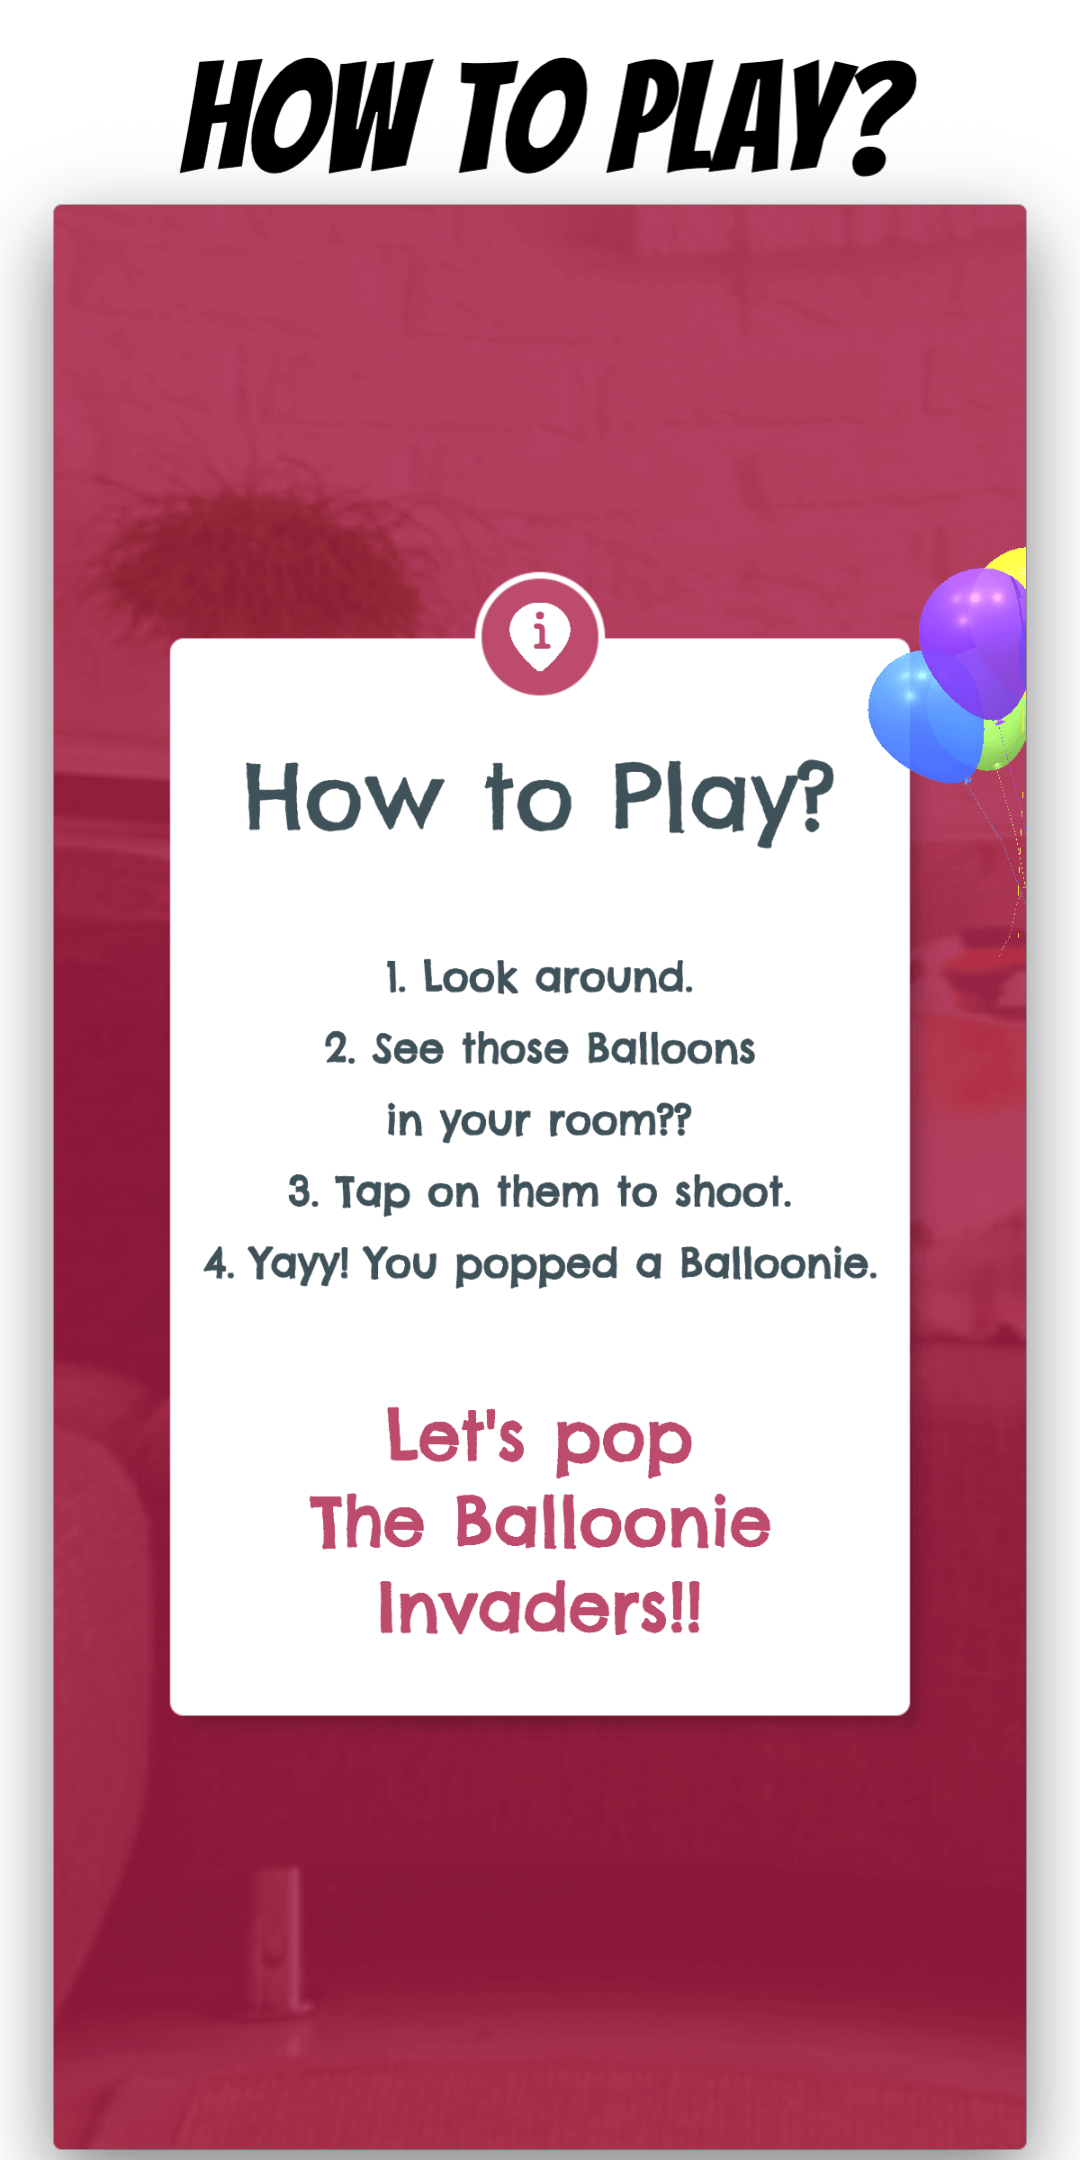 HOW TO PLAY?
i
How to Play?
1. Look around.
2. See those Balloons
in your room??
3. Tap on them to shoot.
4. Yayy! You popped a Balloonie.
Let's pop
The Balloonie
Invaders!!